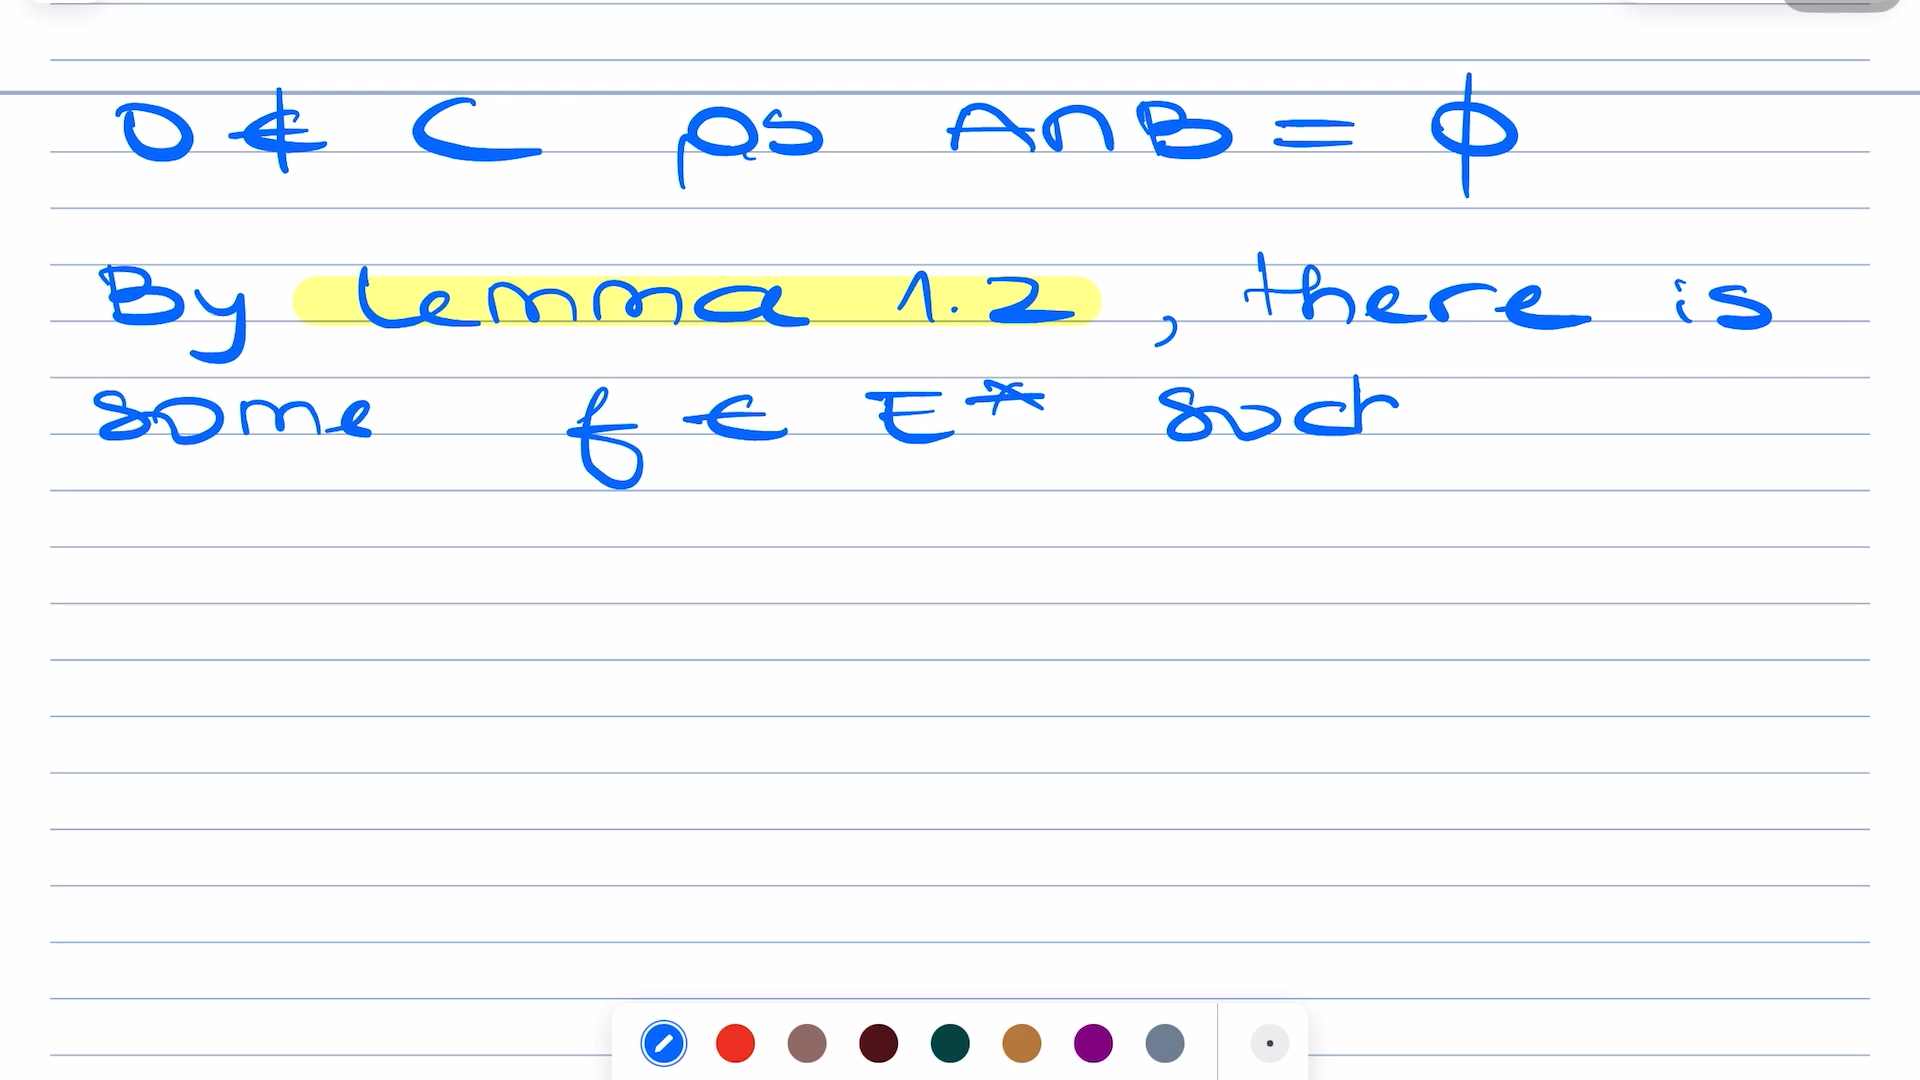 0 ∉ C as A∩B = ϕ
By Lemma 1.2, there is
some f ∈ E* such